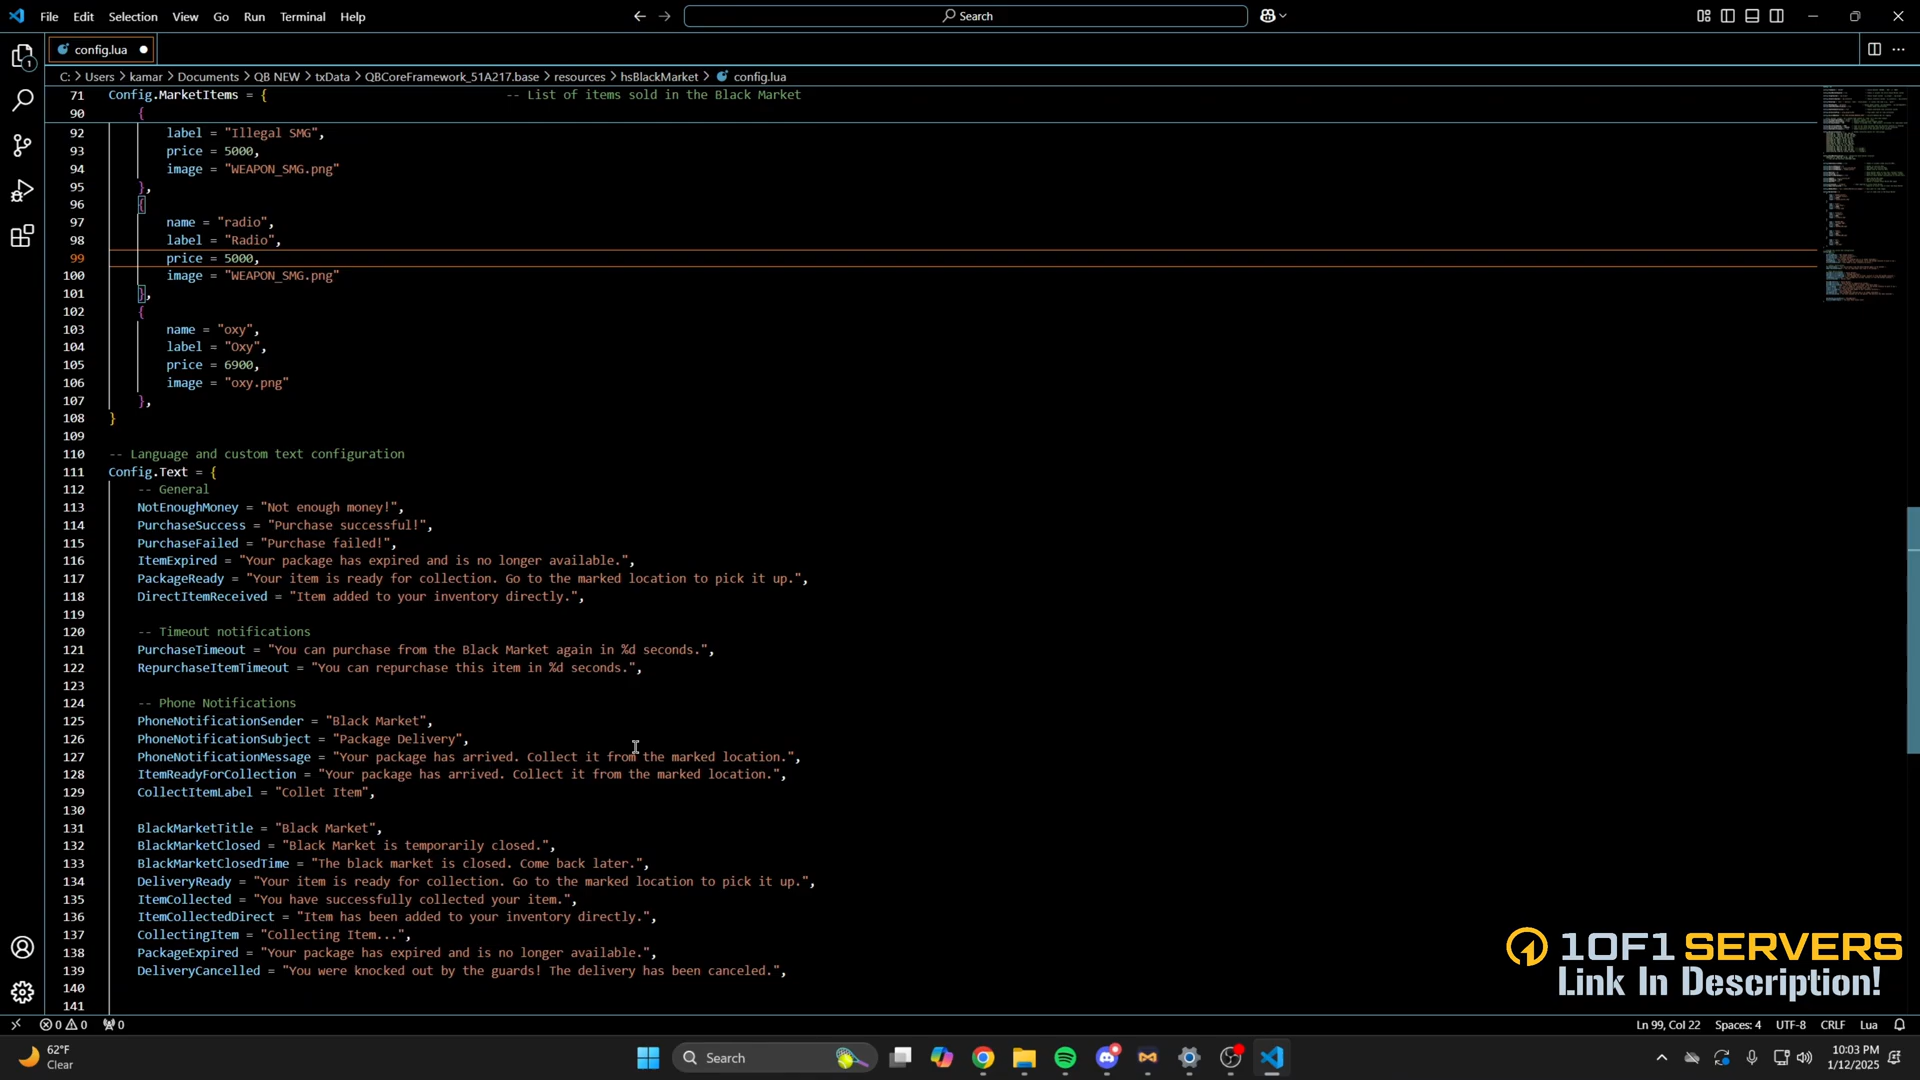 File Edit Selection View Go Run Terminal Help
Search
config.lua
1
C: > Users > kamar > Documents > QB NEW > txData > QBCoreFramework_51A217.base > resources > hsBlackMarket > config.lua
71 Config.MarketItems = { -- List of items sold in the Black Market
90 {
92 label = "Illegal SMG",
93 price = 5000,
94 image = "WEAPON_SMG.png"
95 },
96 {
97 name = "radio",
98 label = "Radio",
99 price = 5000,
100 image = "WEAPON_SMG.png"
101 },
102 {
103 name = "oxy",
104 label = "Oxy",
105 price = 6900,
106 image = "oxy.png"
107 },
108 }
109
110 -- Language and custom text configuration
111 Config.Text = {
112 -- General
113 NotEnoughMoney = "Not enough money!",
114 PurchaseSuccess = "Purchase successful!",
115 PurchaseFailed = "Purchase failed!",
116 ItemExpired = "Your package has expired and is no longer available.",
117 PackageReady = "Your item is ready for collection. Go to the marked location to pick it up.",
118 DirectItemReceived = "Item added to your inventory directly.",
119
120 -- Timeout notifications
121 PurchaseTimeout = "You can purchase from the Black Market again in %d seconds.",
122 RepurchaseItemTimeout = "You can repurchase this item in %d seconds.",
123
124 -- Phone Notifications
125 PhoneNotificationSender = "Black Market",
126 PhoneNotificationSubject = "Package Delivery",
127 PhoneNotificationMessage = "Your package has arrived. Collect it from the marked location.",
128 ItemReadyForCollection = "Your package has arrived. Collect it from the marked location.",
129 CollectItemLabel = "Collet Item",
130
131 BlackMarketTitle = "Black Market",
132 BlackMarketClosed = "Black Market is temporarily closed.",
133 BlackMarketClosedTime = "The black market is closed. Come back later.",
134 DeliveryReady = "Your item is ready for collection. Go to the marked location to pick it up.",
135 ItemCollected = "You have successfully collected your item.",
136 ItemCollectedDirect = "Item has been added to your inventory directly.",
137 CollectingItem = "Collecting Item...",
138 PackageExpired = "Your package has expired and is no longer available.",
139 DeliveryCancelled = "You were knocked out by the guards! The delivery has been canceled.",
140
141
1OF1 SERVERS
Link In Description!
0 0 0
Ln 99, Col 22 Spaces: 4 UTF-8 CRLF Lua
62°F
Clear
Search
10:03 PM
1/12/2025